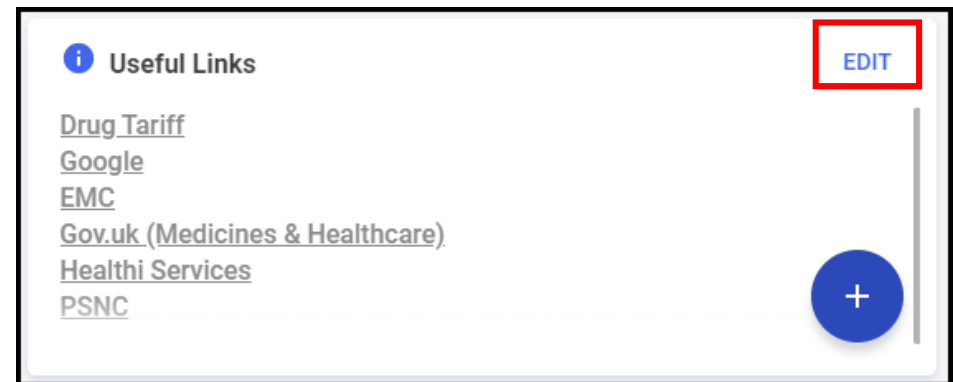 Useful Links
EDIT
Drug Tariff
Google
EMC
Gov.uk (Medicines & Healthcare)
Healthi Services
PSNC